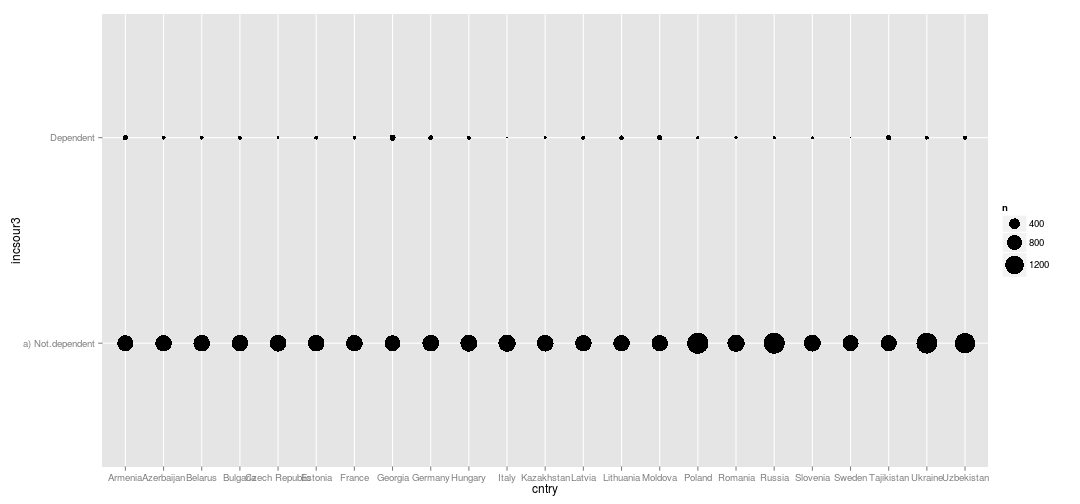 Dependent
a) Not.dependent
incsour3
Armenia Azerbaijan Belarus Bulgaria Czech Republic Estonia France Georgia Germany Hungary Italy Kazakhstan Latvia Lithuania Moldova Poland Romania Russia Slovenia Sweden Tajikistan Ukraine Uzbekistan
cntry
n
400
800
1200